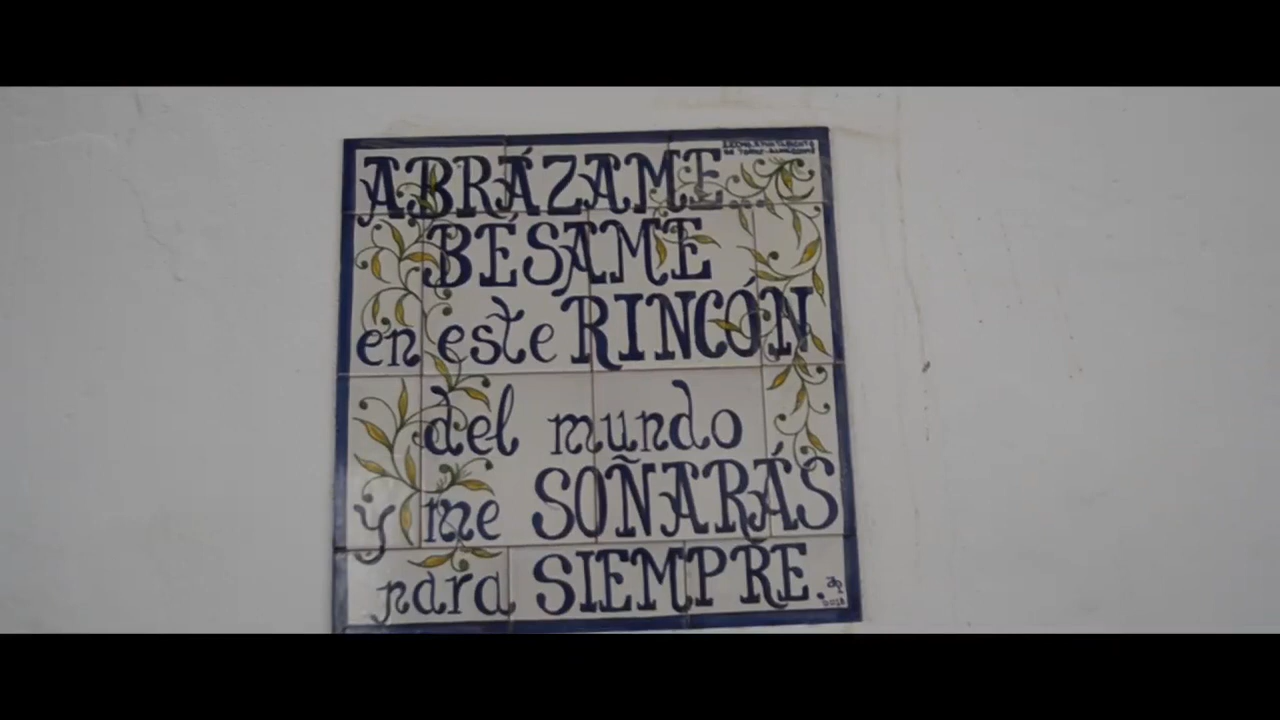 ABRÁZAME...
BÉSAME
en este RINCÓN
del mundo
y me SOÑARÁS
para SIEMPRE.